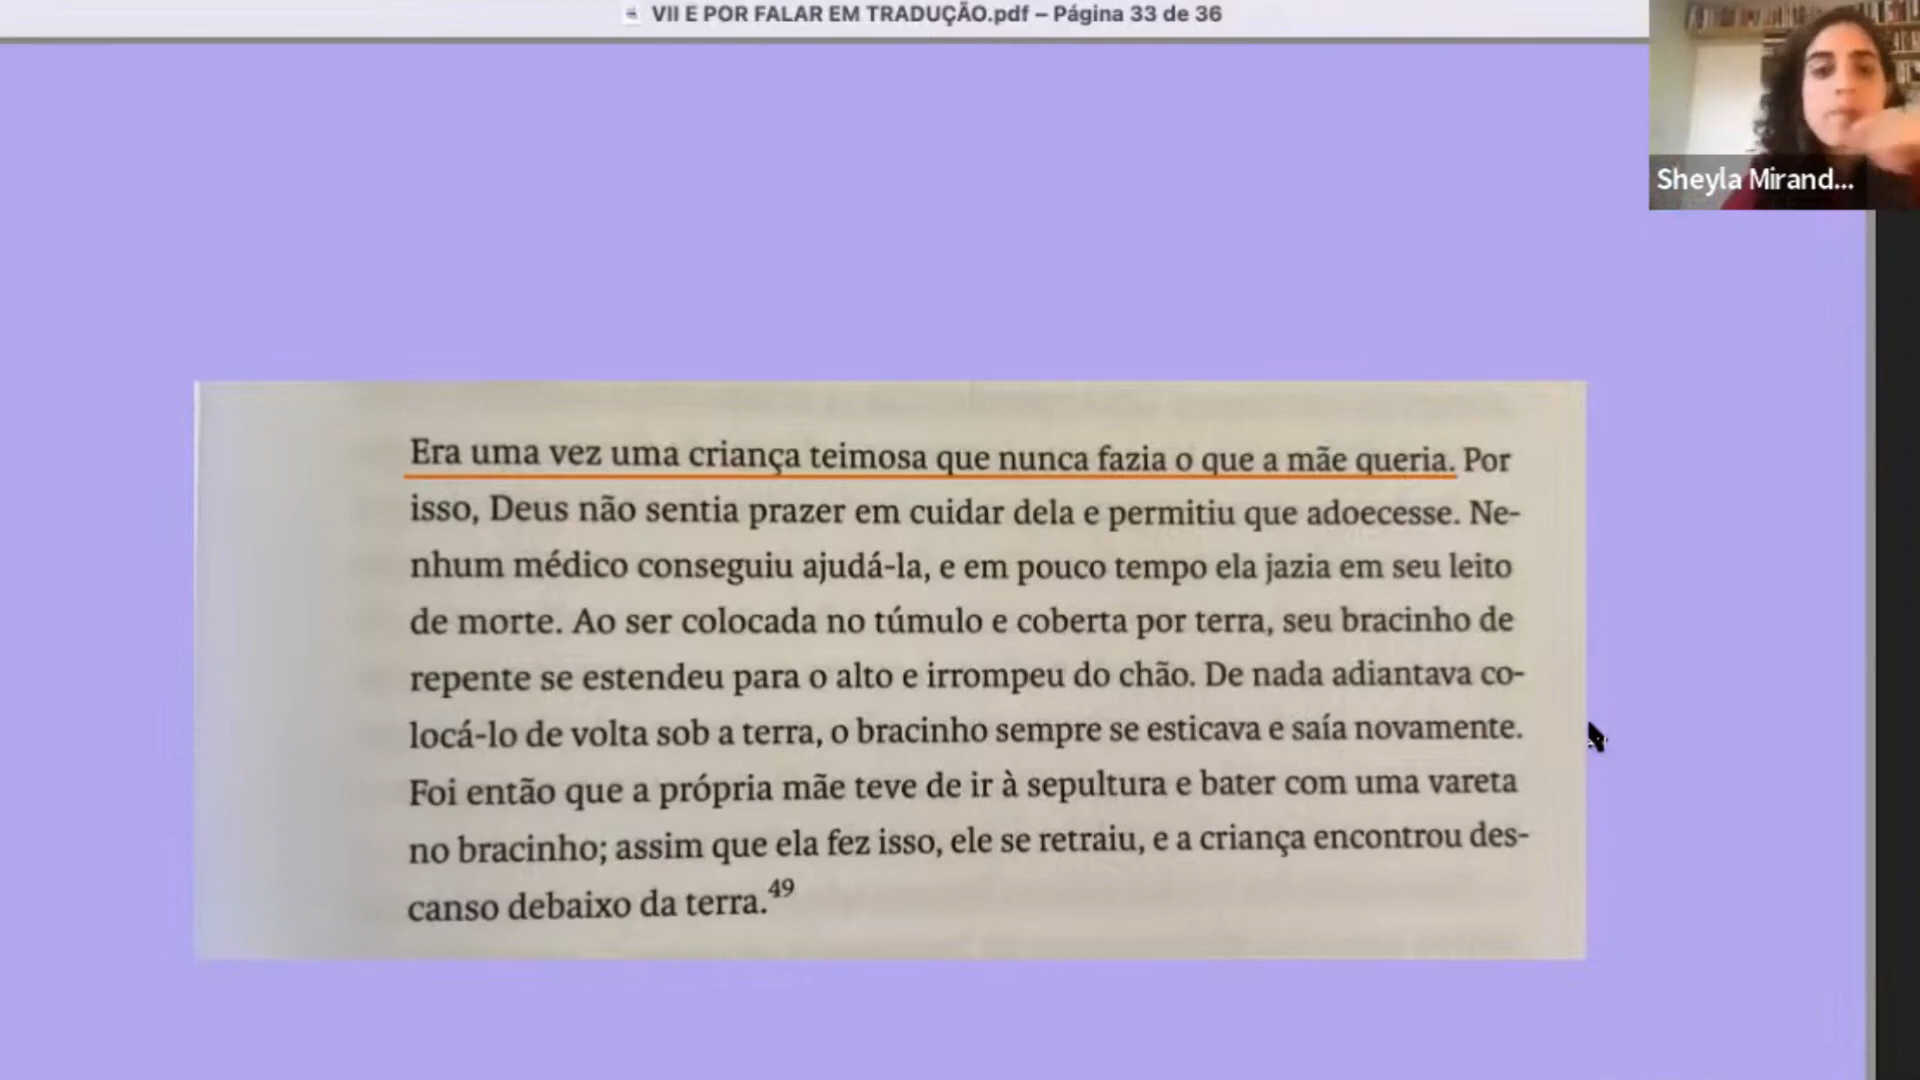 VII E POR FALAR EM TRADUÇÃO.pdf – Página 33 de 36
Sheyla Mirand...
Era uma vez uma criança teimosa que nunca fazia o que a mãe queria. Por
isso, Deus não sentia prazer em cuidar dela e permitiu que adoecesse. Ne-
nhum médico conseguiu ajudá-la, e em pouco tempo ela jazia em seu leito
de morte. Ao ser colocada no túmulo e coberta por terra, seu bracinho de
repente se estendeu para o alto e irrompeu do chão. De nada adiantava co-
locá-lo de volta sob a terra, o bracinho sempre se esticava e saía novamente.
Foi então que a própria mãe teve de ir à sepultura e bater com uma vareta
no bracinho; assim que ela fez isso, ele se retraiu, e a criança encontrou des-
canso debaixo da terra.49